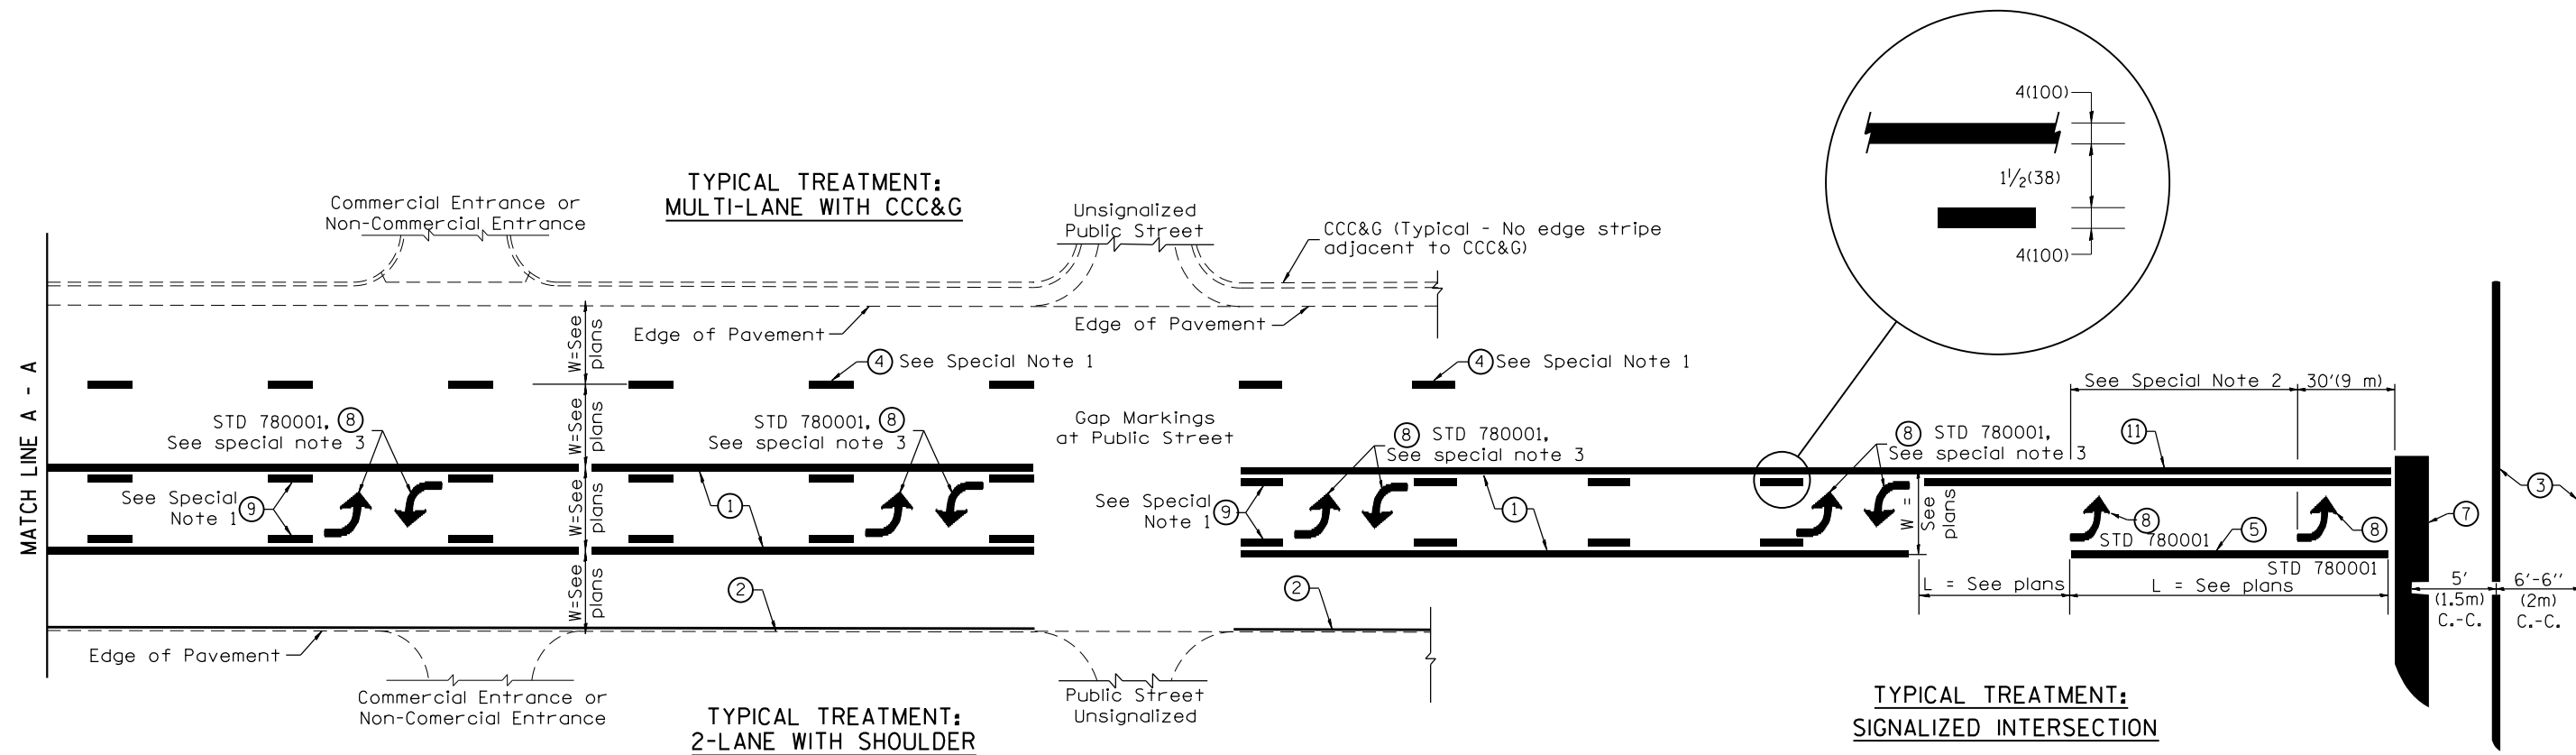 TYPICAL TREATMENT:
MULTI-LANE WITH CCC&G
Commercial Entrance or
Non-Commercial Entrance
Unsignalized
Public Street
CCC&G (Typical - No edge stripe
adjacent to CCC&G)
4(100)
1 1/2(38)
4(100)
MATCH LINE A - A
W=See
plans
Edge of Pavement
Edge of Pavement
4 See Special Note 1
4 See Special Note 1
See Special Note 2
30'(9 m)
W=See
plans
STD 780001, 8
See special note 3
STD 780001, 8
See special note 3
Gap Markings
at Public Street
8 STD 780001,
See special note 3
8 STD 780001,
See special note 3
11
3
See Special
Note 1
9
W=See
plans
1
See Special
Note 1
9
1
W =
See
plans
8
STD 780001
5
8
7
STD 780001
W=See
plans
2
2
L = See plans
L = See plans
5'
(1.5m)
C.-C.
6'-6''
(2m)
C.-C.
Edge of Pavement
Commercial Entrance or
Non-Comercial Entrance
Public Street
Unsignalized
TYPICAL TREATMENT:
2-LANE WITH SHOULDER
TYPICAL TREATMENT:
SIGNALIZED INTERSECTION